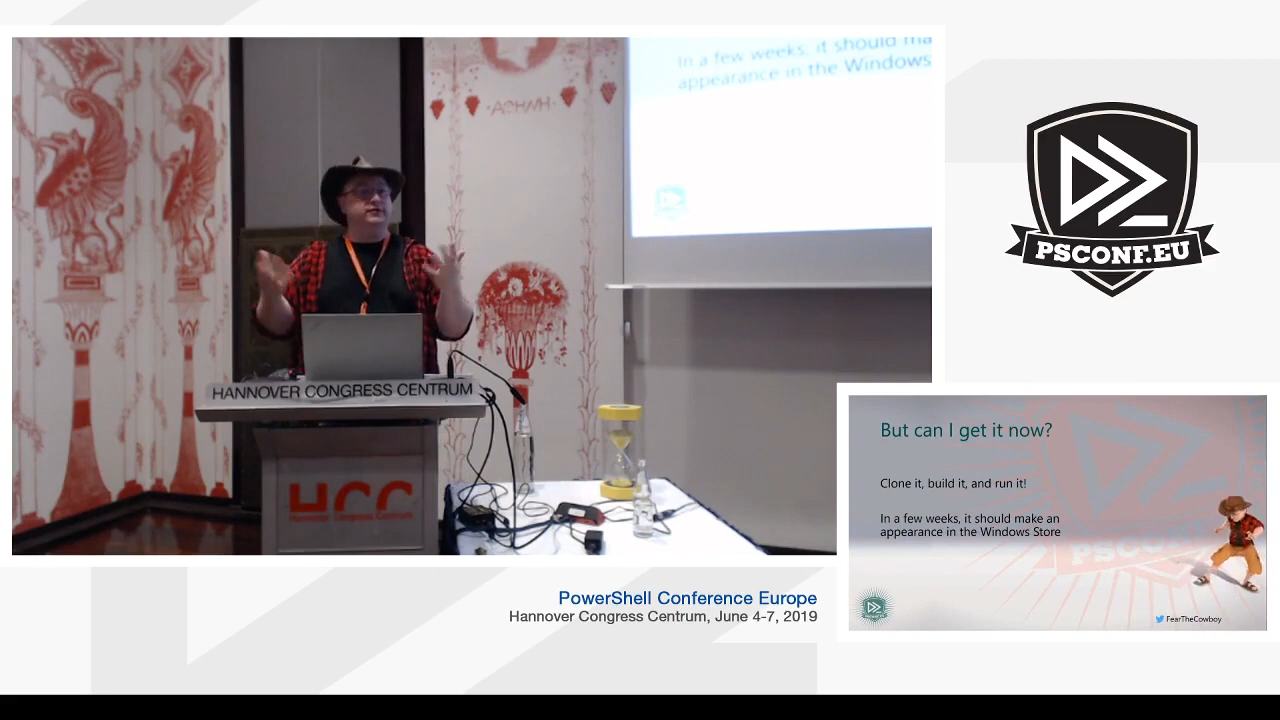 In a few weeks, it should ma
appearance in the Windows
HANNOVER CONGRESS CENTRUM
HCC
Hannover Congress Centrum
PSCONF.EU
But can I get it now?
Clone it, build it, and run it!
In a few weeks, it should make an
appearance in the Windows Store
PSCONF.EU
FearTheCowboy
PowerShell Conference Europe
Hannover Congress Centrum, June 4-7, 2019